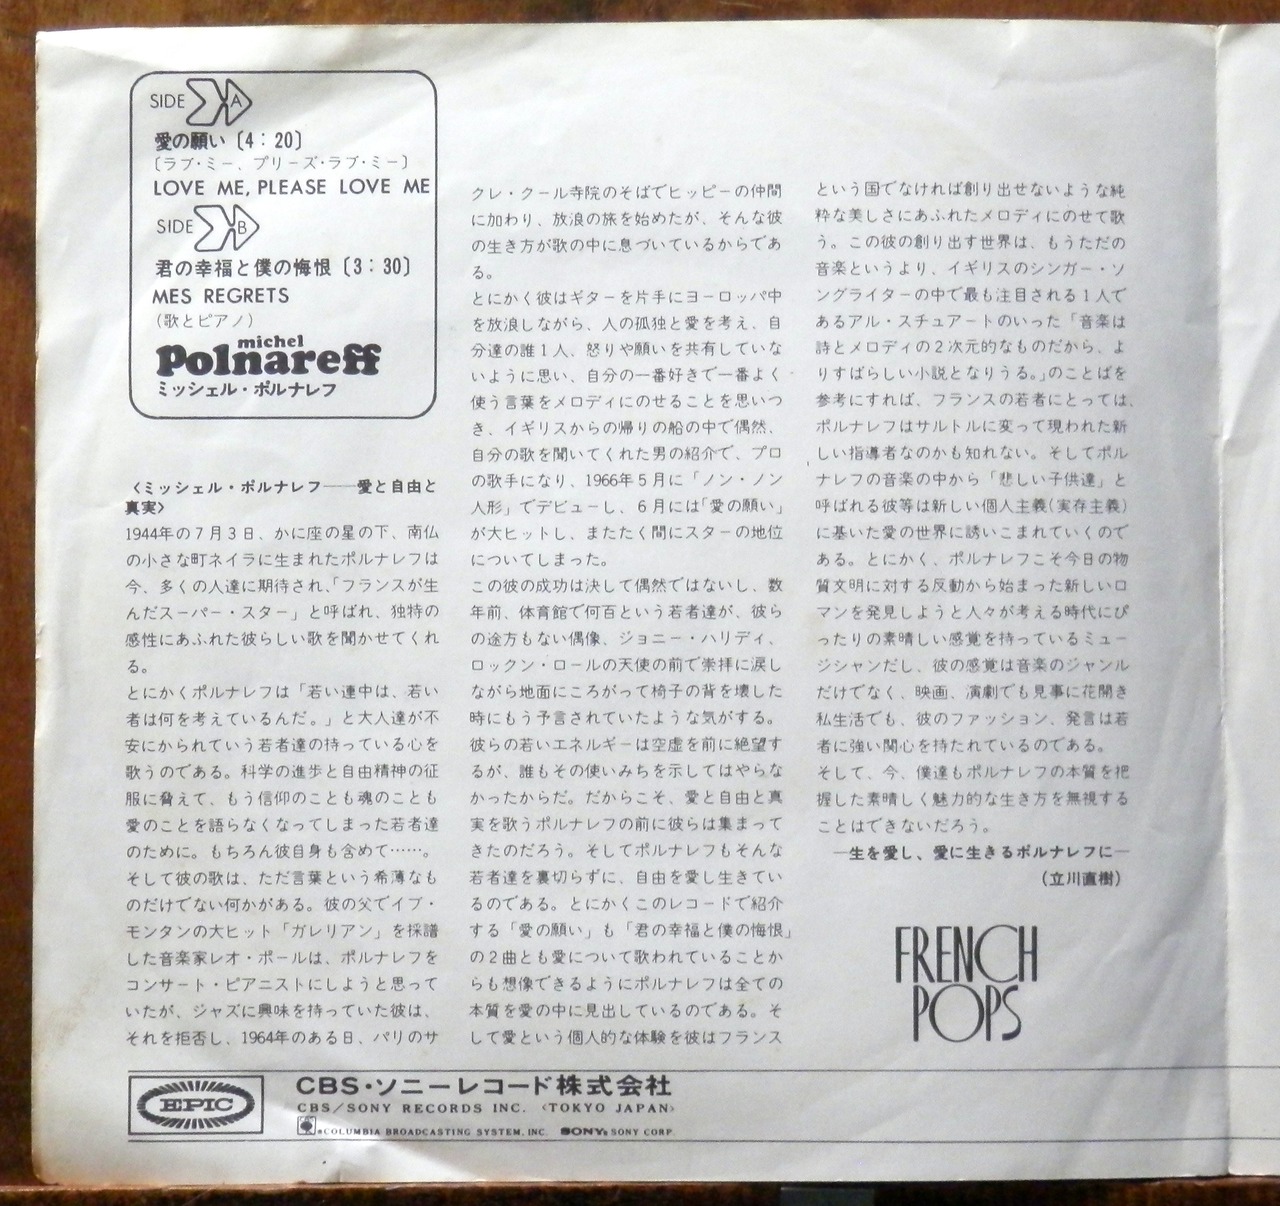 SIDE A
愛の願い〔4：20〕
〔ラブ・ミー、プリーズ・ラブ・ミー〕
LOVE ME, PLEASE LOVE ME
SIDE B
君の幸福と僕の悔恨〔3：30〕
MES REGRETS
（歌とピアノ）
michel
Polnareff
ミッシェル・ポルナレフ
〈ミッシェル・ポルナレフ──愛と自由と
真実〉
1944年の7月3日、かに座の星の下、南仏
の小さな町ネイラに生まれたポルナレフは
今、多くの人達に期待され、「フランスが生
んだスーパー・スター」と呼ばれ、独特の
感性にあふれた彼らしい歌を聞かせてくれ
る。
とにかくポルナレフは「若い連中は、若い
者は何を考えているんだ。」と大人達が不
安にかられていう若者達の持っている心を
歌うのである。科学の進歩と自由精神の征
服に脅えて、もう信仰のことも魂のことも
愛のことを語らなくなってしまった若者達
のために。もちろん彼自身も含めて……。
そして彼の歌は、ただ言葉という希薄なも
のだけでない何かがある。彼の父でイブ・
モンタンの大ヒット「ガレリアン」を採譜
した音楽家レオ・ポールは、ポルナレフを
コンサート・ピアニストにしようと思って
いたが、ジャズに興味を持っていた彼は、
それを拒否し、1964年のある日、パリのサ
クレ・クール寺院のそばでヒッピーの仲間
に加わり、放浪の旅を始めたが、そんな彼
の生き方が歌の中に息づいているからであ
る。
とにかく彼はギターを片手にヨーロッパ中
を放浪しながら、人の孤独と愛を考え、自
分達の誰1人、怒りや願いを共有していな
いように思い、自分の一番好きで一番よく
使う言葉をメロディにのせることを思いつ
き、イギリスからの帰りの船の中で偶然、
自分の歌を聞いてくれた男の紹介で、プロ
の歌手になり、1966年5月に「ノン・ノン
人形」でデビューし、6月には「愛の願い」
が大ヒットし、またたく間にスターの地位
についてしまった。
この彼の成功は決して偶然ではないし、数
年前、体育館で何百という若者達が、彼ら
の途方もない偶像、ジョニー・ハリディ、
ロックン・ロールの天使の前で崇拝に涙し
ながら地面にころがって椅子の背を壊した
時にもう予言されていたような気がする。
彼らの若いエネルギーは空虚を前に絶望す
るが、誰もその使いみちを示してはやらな
かったからだ。だからこそ、愛と自由と真
実を歌うポルナレフの前に彼らは集まって
きたのだろう。そしてポルナレフもそんな
若者達を裏切らずに、自由を愛し生きてい
るのである。とにかくこのレコードで紹介
する「愛の願い」も「君の幸福と僕の悔恨」
の2曲とも愛について歌われていることか
らも想像できるようにポルナレフは全ての
本質を愛の中に見出しているのである。そ
して愛という個人的な体験を彼はフランス
という国でなければ創り出せないような純
粋な美しさにあふれたメロディにのせて歌
う。この彼の創り出す世界は、もうただの
音楽というより、イギリスのシンガー・ソ
ングライターの中で最も注目される1人で
あるアル・スチュアートのいった「音楽は
詩とメロディの2次元的なものだから、よ
りすばらしい小説となりうる。」のことばを
参考にすれば、フランスの若者にとっては、
ポルナレフはサルトルに変って現われた新
しい指導者なのかも知れない。そしてポル
ナレフの音楽の中から「悲しい子供達」と
呼ばれる彼等は新しい個人主義（実存主義）
に基いた愛の世界に誘いこまれていくので
ある。とにかく、ポルナレフこそ今日の物
質文明に対する反動から始まった新しいロ
マンを発見しようと人々が考える時代にぴ
ったりの素晴しい感覚を持っているミュー
ジシャンだし、彼の感覚は音楽のジャンル
だけでなく、映画、演劇でも見事に花開き
私生活でも、彼のファッション、発言は若
者に強い関心を持たれているのである。
そして、今、僕達もポルナレフの本質を把
握した素晴しく魅力的な生き方を無視する
ことはできないだろう。
―生を愛し、愛に生きるポルナレフに―
（立川直樹）
FRENCH
POPS
EPIC
CBS・ソニーレコード株式会社
CBS/SONY RECORDS INC. <TOKYO JAPAN>
®COLUMBIA BROADCASTING SYSTEM, INC. SONY® SONY CORP.